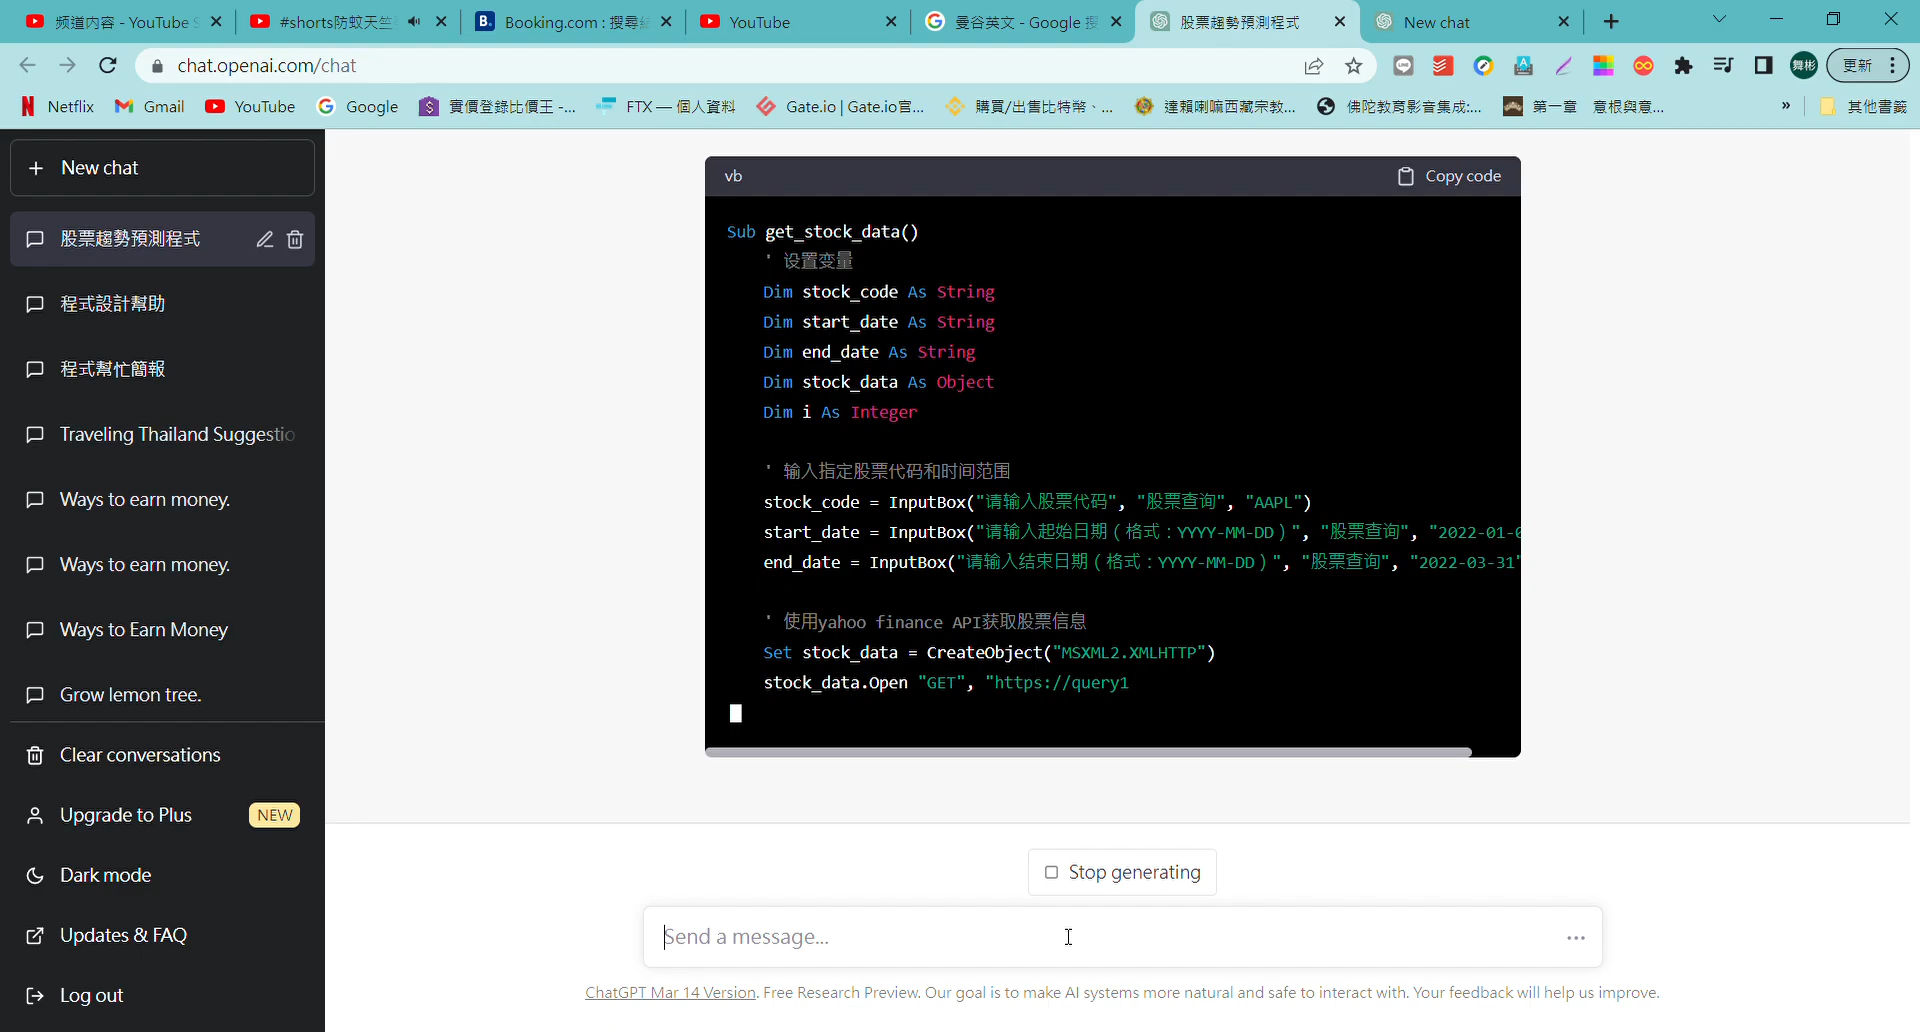 频道内容 - YouTube S
#shorts防蚊天竺
Booking.com : 搜尋
YouTube
曼谷英文 - Google 搜
股票趨勢預測程式
New chat
chat.openai.com/chat
舞彬
更新
Netflix
Gmail
YouTube
Google
實價登錄比價王 -...
FTX — 個人資料
Gate.io | Gate.io官...
購買/出售比特幣、...
達賴喇嘛西藏宗教...
佛陀教育影音集成:...
第一章 意根與意...
»
其他書籤
New chat
股票趨勢預測程式
程式設計幫助
程式幫忙簡報
Traveling Thailand Suggestio
Ways to earn money.
Ways to earn money.
Ways to Earn Money
Grow lemon tree.
Clear conversations
Upgrade to Plus
NEW
Dark mode
Updates & FAQ
Log out
vb
Copy code
Sub get_stock_data()
' 设置变量
Dim stock_code As String
Dim start_date As String
Dim end_date As String
Dim stock_data As Object
Dim i As Integer
' 输入指定股票代码和时间范围
stock_code = InputBox("请输入股票代码", "股票查询", "AAPL")
start_date = InputBox("请输入起始日期（格式：YYYY-MM-DD）", "股票查询", "2022-01-0
end_date = InputBox("请输入结束日期（格式：YYYY-MM-DD）", "股票查询", "2022-03-31"
' 使用yahoo finance API获取股票信息
Set stock_data = CreateObject("MSXML2.XMLHTTP")
stock_data.Open "GET", "https://query1
Stop generating
Send a message...
ChatGPT Mar 14 Version. Free Research Preview. Our goal is to make AI systems more natural and safe to interact with. Your feedback will help us improve.